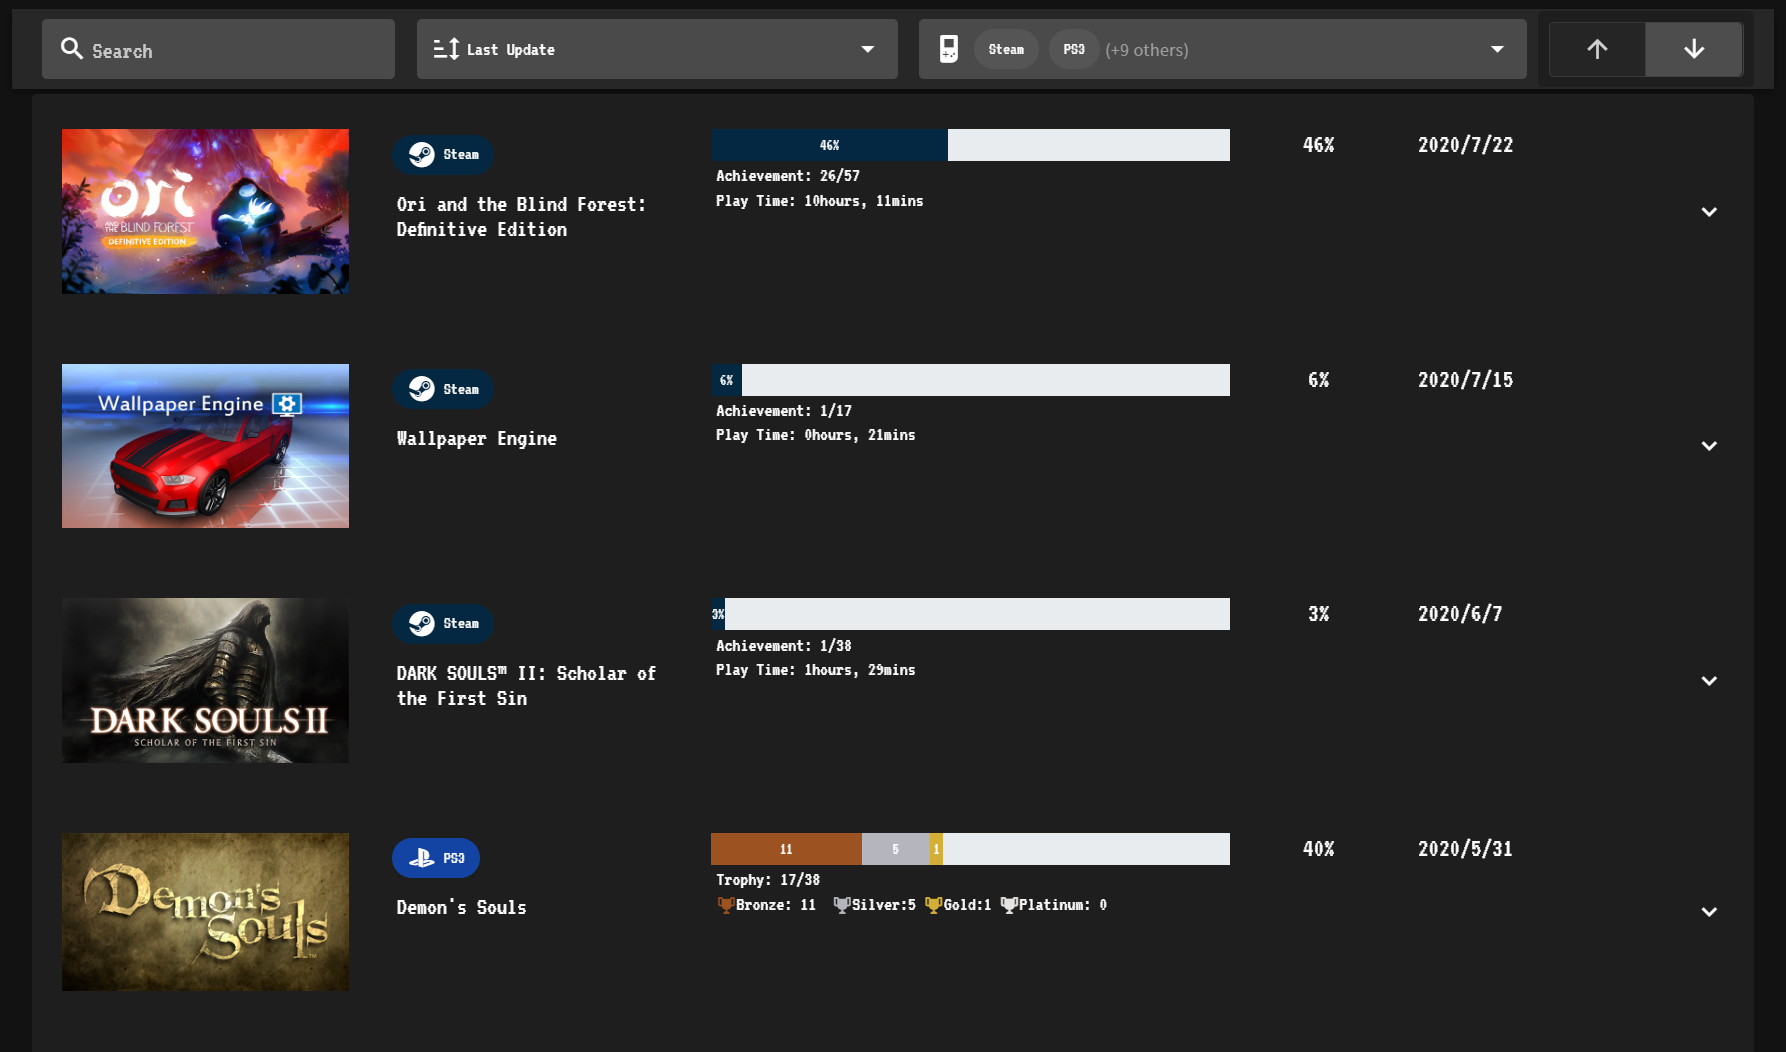 Search
Last Update
Steam PS3 (+9 others)
ori
AND THE BLIND FOREST
DEFINITIVE EDITION
Steam
Ori and the Blind Forest:
Definitive Edition
46%
Achievement: 26/57
Play Time: 10hours, 11mins
46%
2020/7/22
Wallpaper Engine
Steam
Wallpaper Engine
6%
Achievement: 1/17
Play Time: 0hours, 21mins
6%
2020/7/15
DARK SOULS II
SCHOLAR OF THE FIRST SIN
Steam
DARK SOULS™ II: Scholar of
the First Sin
3%
Achievement: 1/38
Play Time: 1hours, 29mins
3%
2020/6/7
Demon's
Souls™
PS3
Demon's Souls
11 5 1
Trophy: 17/38
Bronze: 11 Silver:5 Gold:1 Platinum: 0
40%
2020/5/31